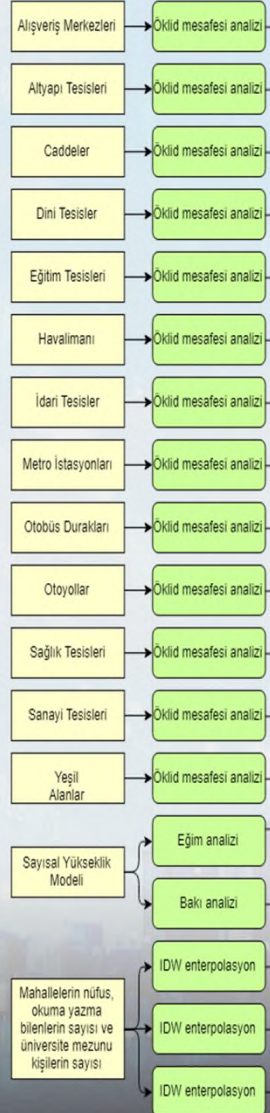 Alışveriş Merkezleri
Öklid mesafesi analizi
Altyapı Tesisleri
Öklid mesafesi analizi
Caddeler
Öklid mesafesi analizi
Dini Tesisler
Öklid mesafesi analizi
Eğitim Tesisleri
Öklid mesafesi analizi
Havalimanı
Öklid mesafesi analizi
İdari Tesisler
Öklid mesafesi analizi
Metro İstasyonları
Öklid mesafesi analizi
Otobüs Durakları
Öklid mesafesi analizi
Otoyollar
Öklid mesafesi analizi
Sağlık Tesisleri
Öklid mesafesi analizi
Sanayi Tesisleri
Öklid mesafesi analizi
Yeşil
Alanlar
Öklid mesafesi analizi
Sayısal Yükseklik
Modeli
Eğim analizi
Bakı analizi
Mahallelerin nüfus,
okuma yazma
bilenlerin sayısı ve
üniversite mezunu
kişilerin sayısı
IDW enterpolasyon
IDW enterpolasyon
IDW enterpolasyon